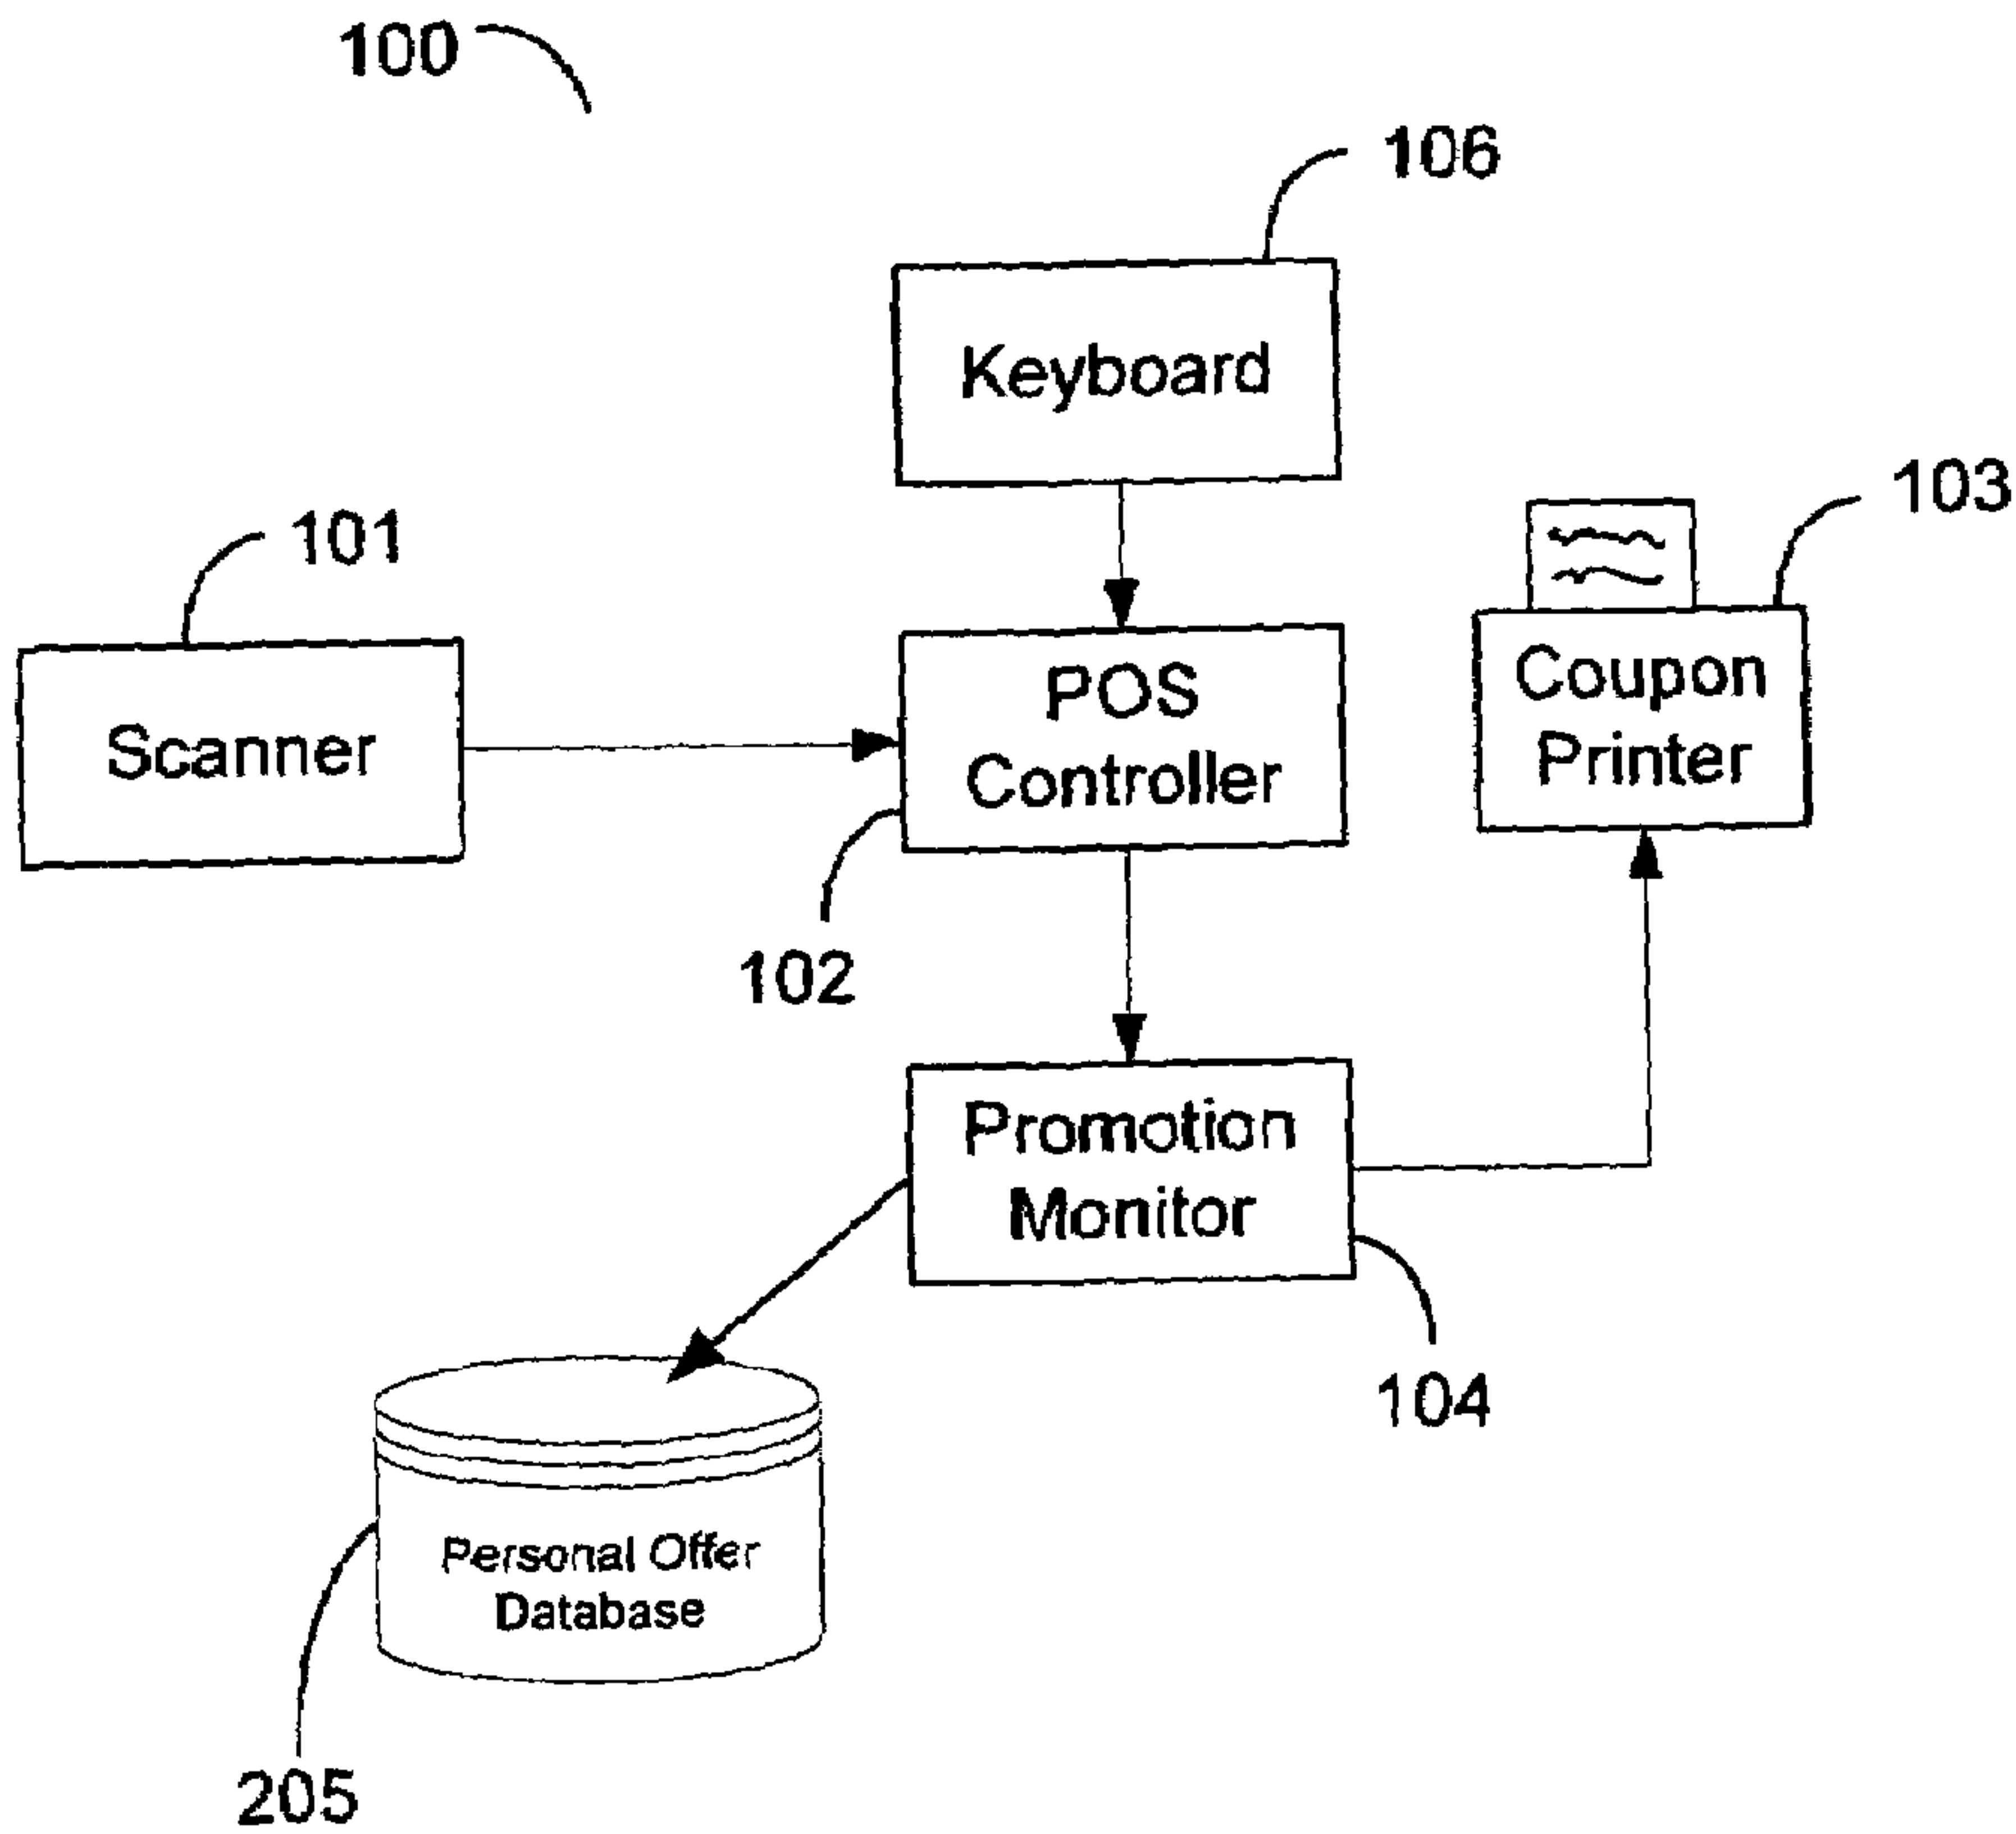 100
106
Keyboard
103
101
Coupon
Printer
POS
Controller
Scanner
102
Promotion
Monitor
104
Personal Offer
Database
205